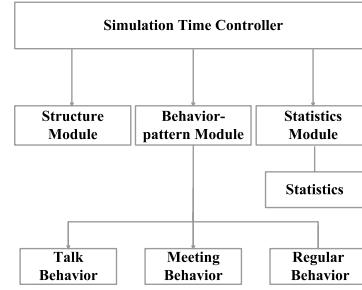 Simulation Time Controller
Structure
Module
Behavior-
pattern Module
Statistics
Module
Statistics
Talk
Behavior
Meeting
Behavior
Regular
Behavior